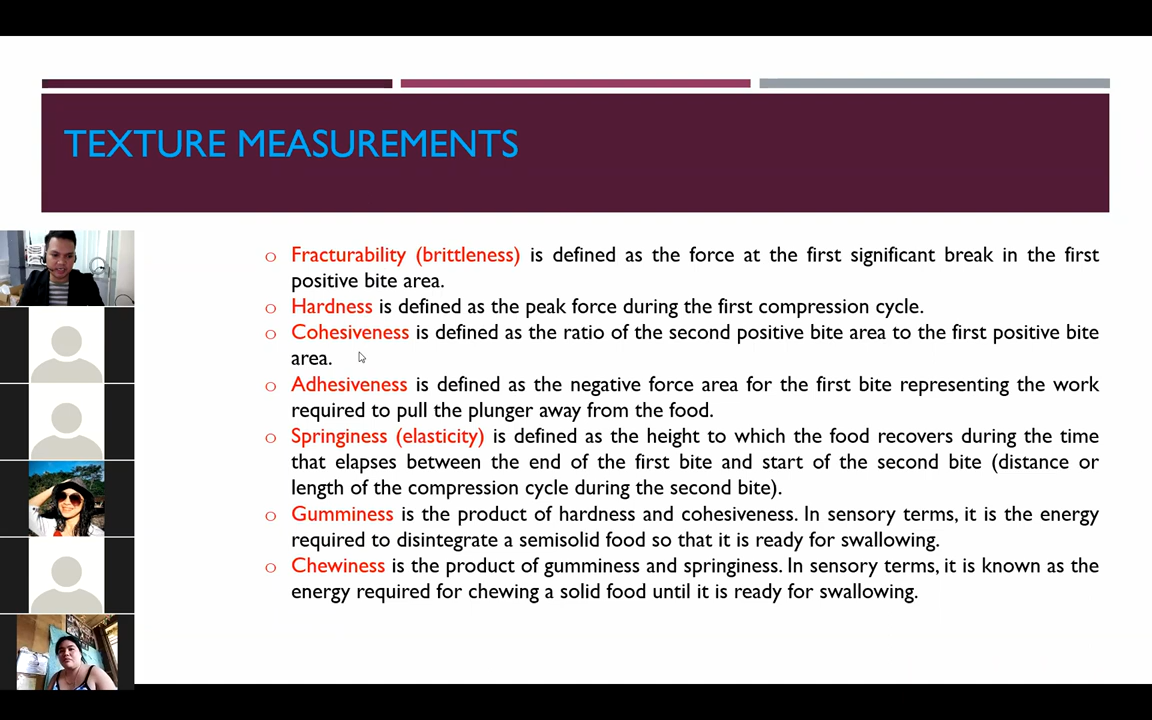 TEXTURE MEASUREMENTS
o Fracturability (brittleness) is defined as the force at the first significant break in the first
positive bite area.
o Hardness is defined as the peak force during the first compression cycle.
o Cohesiveness is defined as the ratio of the second positive bite area to the first positive bite
area.
o Adhesiveness is defined as the negative force area for the first bite representing the work
required to pull the plunger away from the food.
o Springiness (elasticity) is defined as the height to which the food recovers during the time
that elapses between the end of the first bite and start of the second bite (distance or
length of the compression cycle during the second bite).
o Gumminess is the product of hardness and cohesiveness. In sensory terms, it is the energy
required to disintegrate a semisolid food so that it is ready for swallowing.
o Chewiness is the product of gumminess and springiness. In sensory terms, it is known as the
energy required for chewing a solid food until it is ready for swallowing.